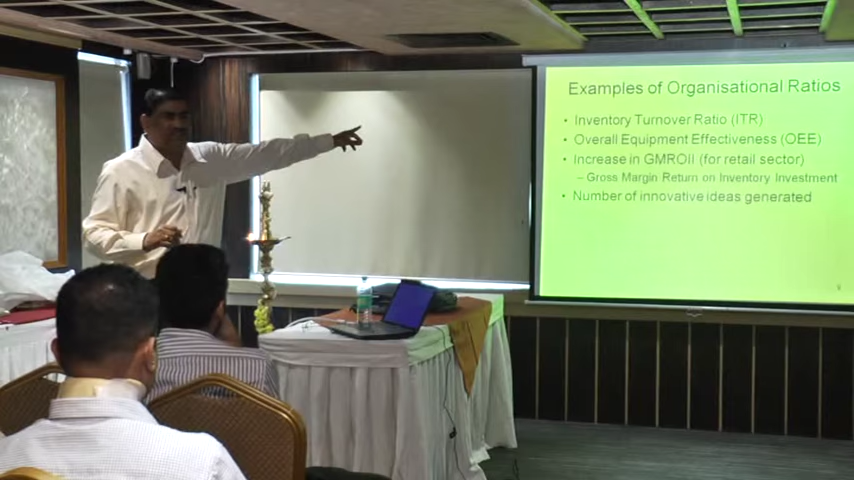 Examples of Organisational Ratios
• Inventory Turnover Ratio (ITR)
• Overall Equipment Effectiveness (OEE)
• Increase in GMROII (for retail sector)
– Gross Margin Return on Inventory Investment
• Number of innovative ideas generated